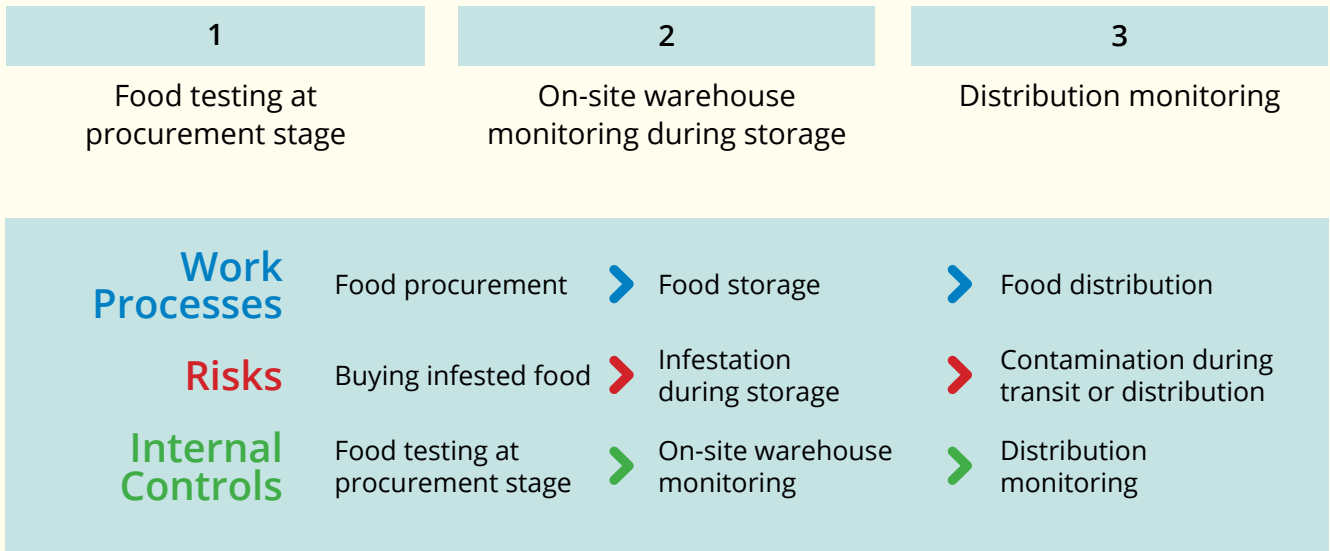 1
2
3
Food testing at
procurement stage
On-site warehouse
monitoring during storage
Distribution monitoring
Work
Processes
Food procurement
Food storage
Food distribution
Risks
Buying infested food
Infestation
during storage
Contamination during
transit or distribution
Internal
Controls
Food testing at
procurement stage
On-site warehouse
monitoring
Distribution
monitoring